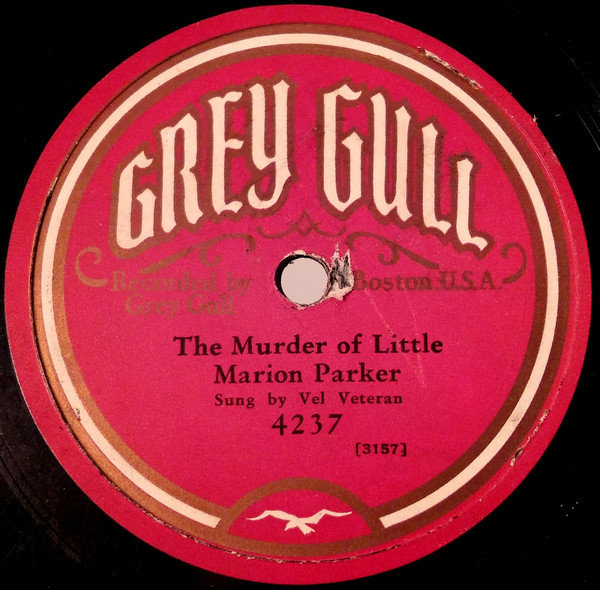 GREY GULL
Recorded by Boston.U.S.A.
Grey Gull
The Murder of Little
Marion Parker
Sung by Vel Veteran
4237
[3157]